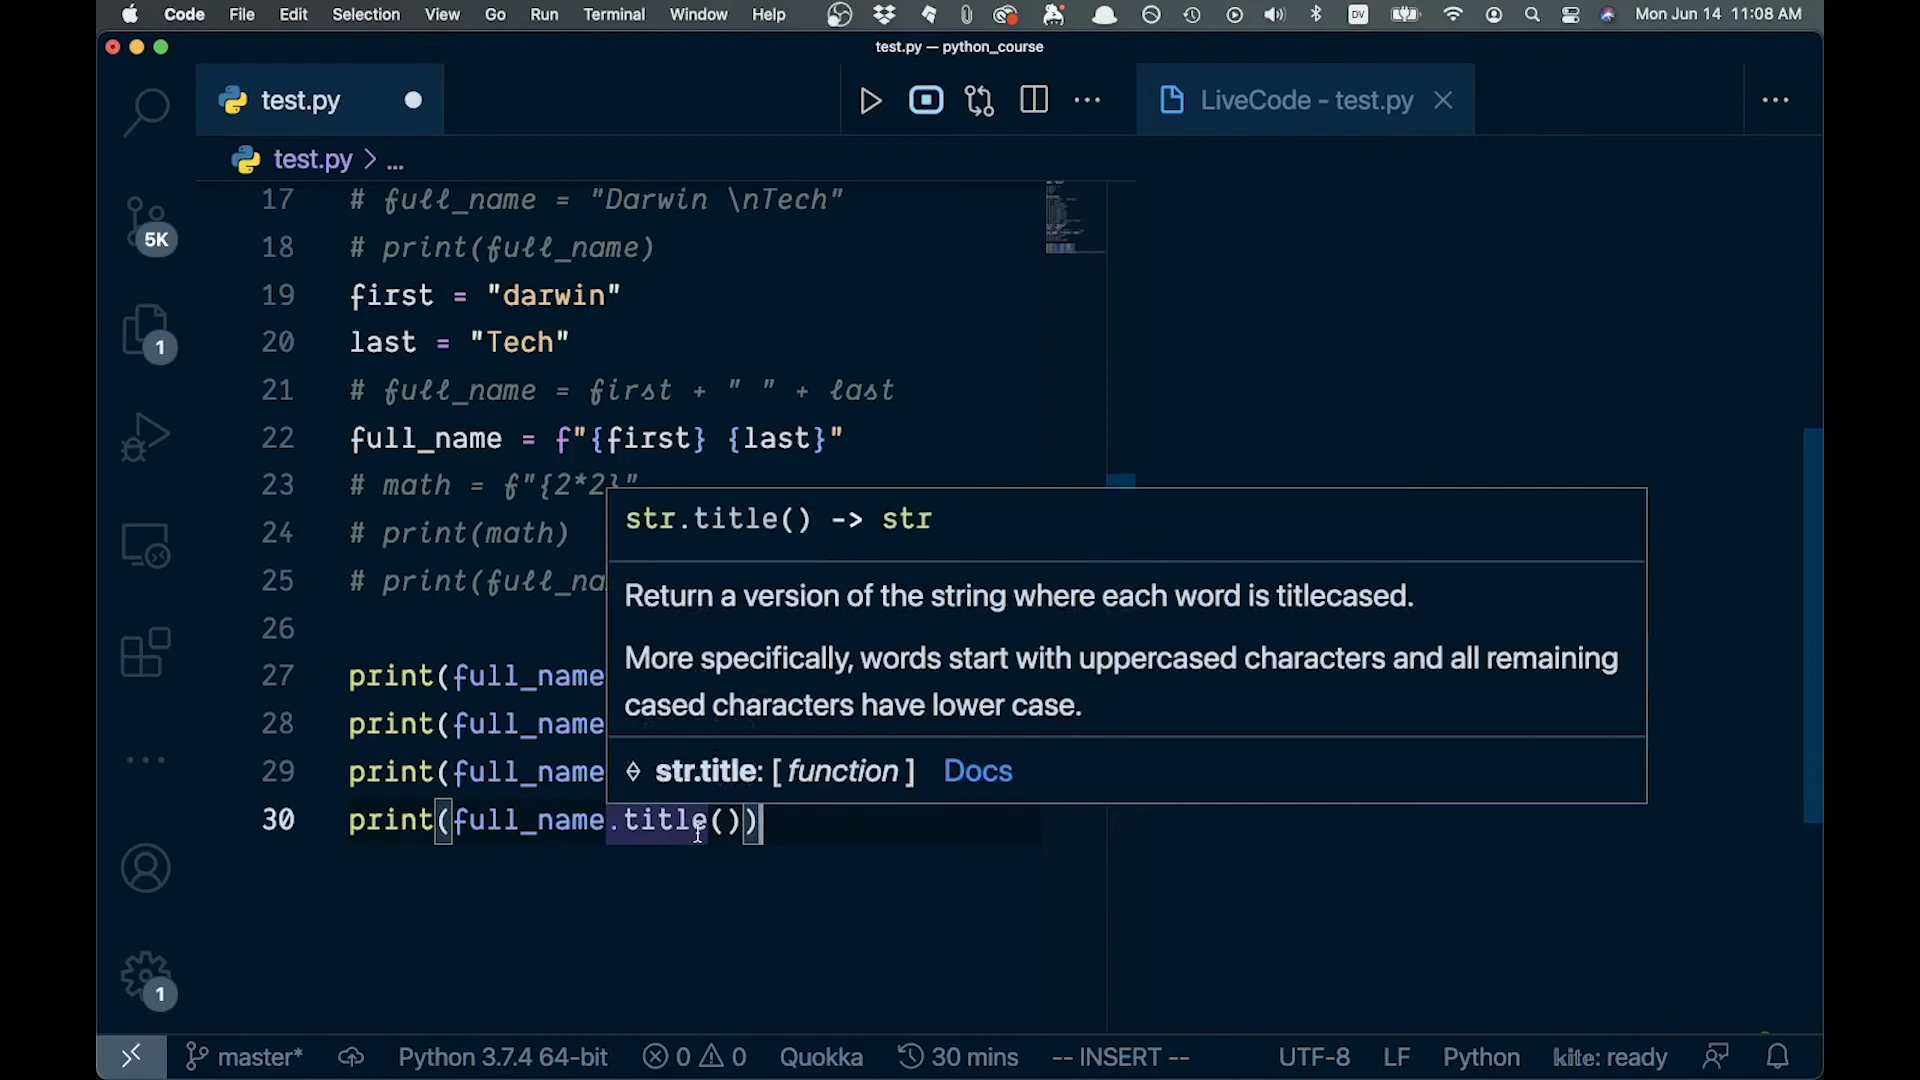 Code File Edit Selection View Go Run Terminal Window Help DV Mon Jun 14 11:08 AM
test.py — python_course
test.py LiveCode - test.py
test.py > ...
17 # full_name = "Darwin \nTech"
18 # print(full_name)
19 first = "darwin"
20 last = "Tech"
21 # full_name = first + " " + last
22 full_name = f"{first} {last}"
23 # math = f"{2*2}"
24 # print(math)
25 # print(full_na
26
27 print(full_name
28 print(full_name
29 print(full_name
30 print(full_name.title())
str.title() -> str
Return a version of the string where each word is titlecased.
More specifically, words start with uppercased characters and all remaining
cased characters have lower case.
str.title: [function] Docs
5K
1
1
master* Python 3.7.4 64-bit 0 0 Quokka 30 mins -- INSERT -- UTF-8 LF Python kite: ready